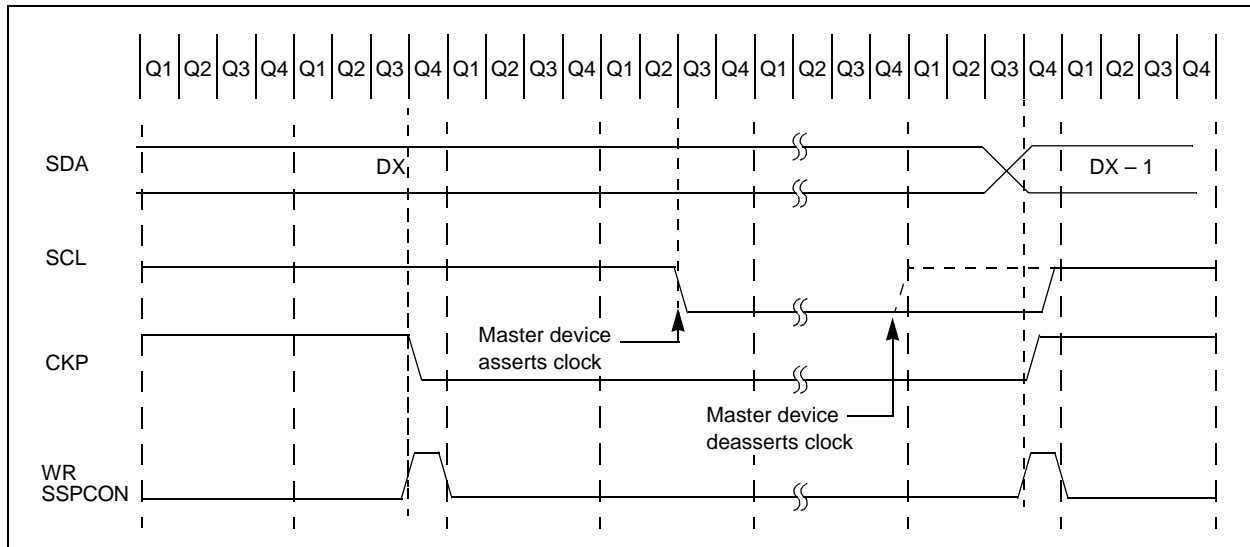 Q1 Q2 Q3 Q4 Q1 Q2 Q3 Q4 Q1 Q2 Q3 Q4 Q1 Q2 Q3 Q4 Q1 Q2 Q3 Q4 Q1 Q2 Q3 Q4 Q1 Q2 Q3 Q4
SDA
DX
DX – 1
SCL
Master device
asserts clock
CKP
Master device
deasserts clock
WR
SSPCON